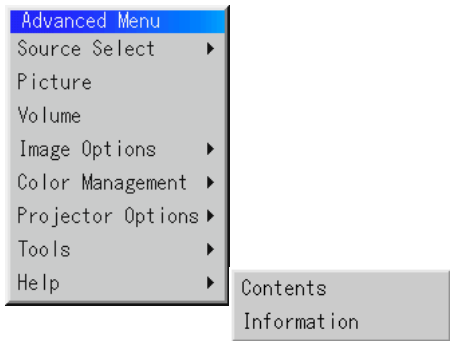 Advanced Menu
Source Select
Picture
Volume
Image Options
Color Management
Projector Options
Tools
Help
Contents
Information